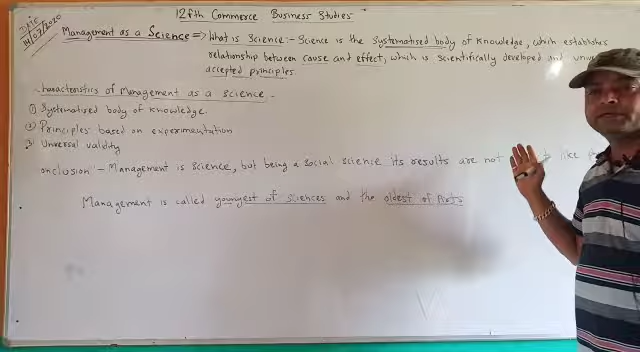 12th Commerce Business Studies
Date
14/07/2020
Management as a Science => What is Science:- Science is the systematised body of knowledge, which establishes
relationship between cause and effect, which is scientifically developed and
accepted principles.
characteristics of Management as a science -
① Systematised body of knowledge.
② Principles based on experimentation
3 Unversal validity
onclusion - Management is science, but being a social science its results are not like
Management is called youngest of sciences and the oldest of Arts